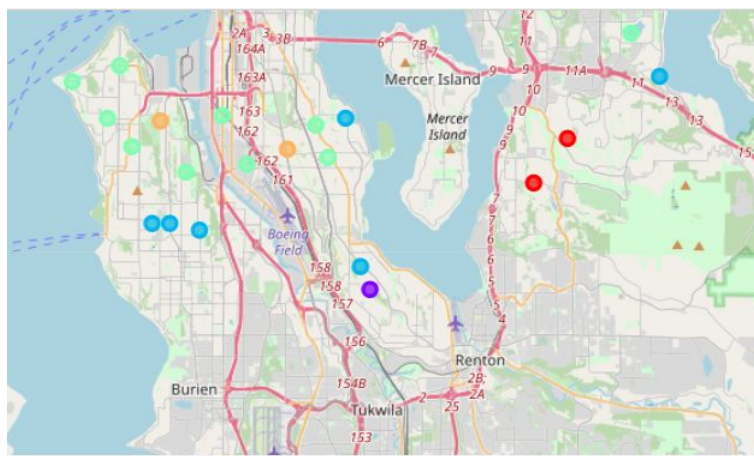 12
11
2A
3
3B
164A
6
7B
7
9
9
11A
11
10
13
13
15
163A
163
Mercer Island
10
9
9
Mercer
Island
162
162
161
7
7
6
6
6
5
5
4
Boeing
Field
158
158
157
156
Renton
Burien
154B
2
2B
2A
25
Tukwila
153